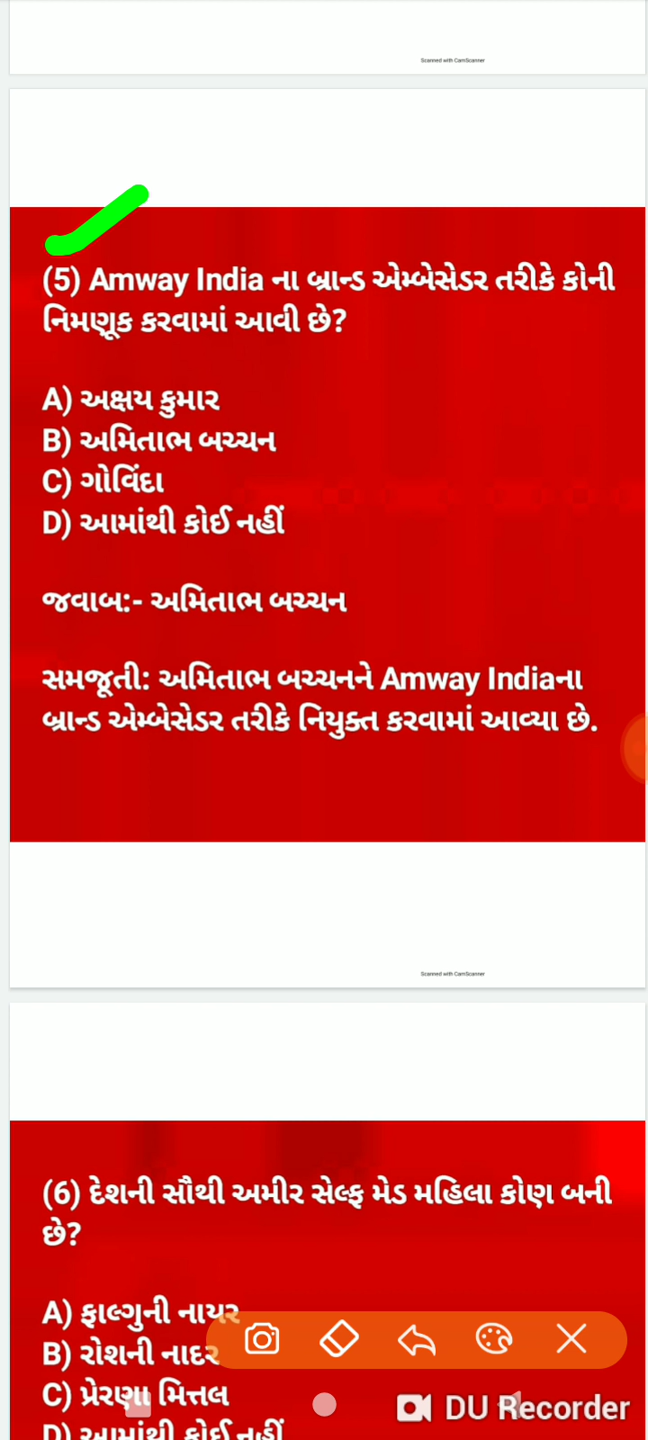 Scanned with CamScanner
(5) Amway India ના બ્રાન્ડ એમ્બેસેડર તરીકે કોની
નિમણૂક કરવામાં આવી છે?
A) અક્ષય કુમાર
B) અમિતાભ બચ્ચન
C) ગોવિંદા
D) આમાંથી કોઈ નહીં
જવાબ:- અમિતાભ બચ્ચન
સમજૂતી: અમિતાભ બચ્ચનને Amway Indiaના
બ્રાન્ડ એમ્બેસેડર તરીકે નિયુક્ત કરવામાં આવ્યા છે.
Scanned with CamScanner
(6) દેશની સૌથી અમીર સેલ્ફ મેડ મહિલા કોણ બની
છે?
A) ફાલ્ગુની નાયર
B) રોશની નાદર
C) પ્રેરણા મિત્તલ
D) આમાંથી કોઈ નહીં
DU Recorder